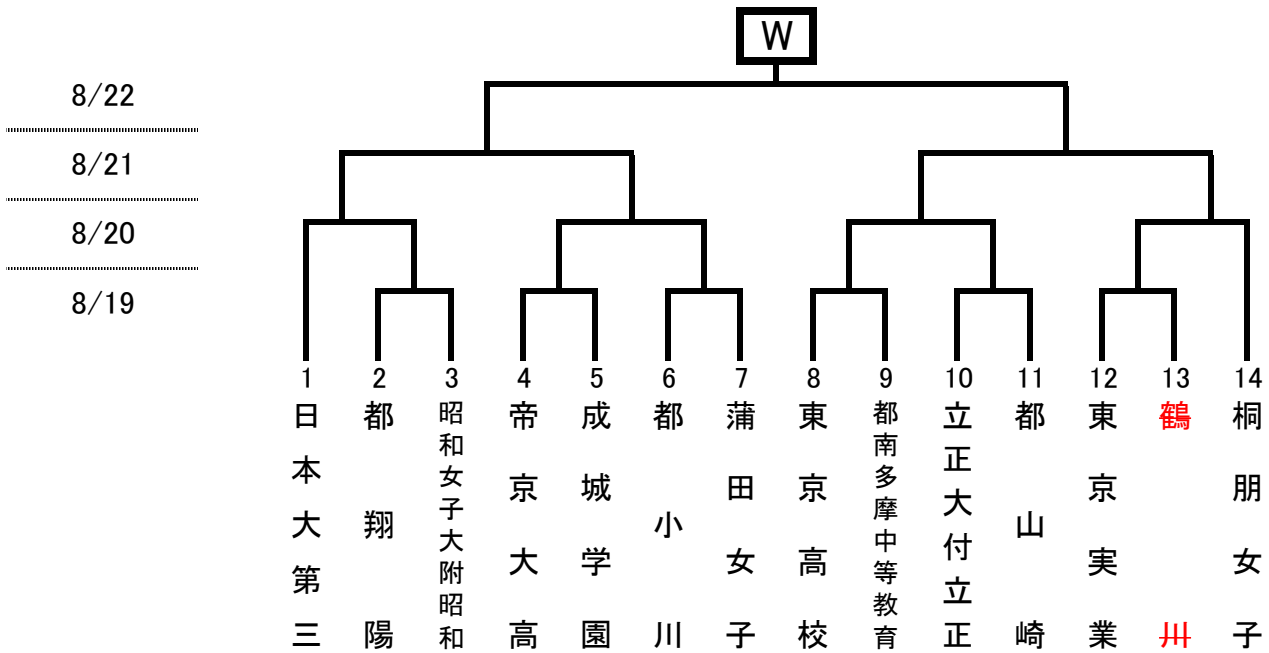 W
8/22
8/21
8/20
8/19
1
2
3
4
5
6
7
8
9
10
11
12
13
14
日本大第三
都翔陽
昭和女子大附昭和
帝京大高
成城学園
都小川
蒲田女子
東京高校
都南多摩中等教育
立正大付立正
都山崎
東京実業
鶴川
桐朋女子